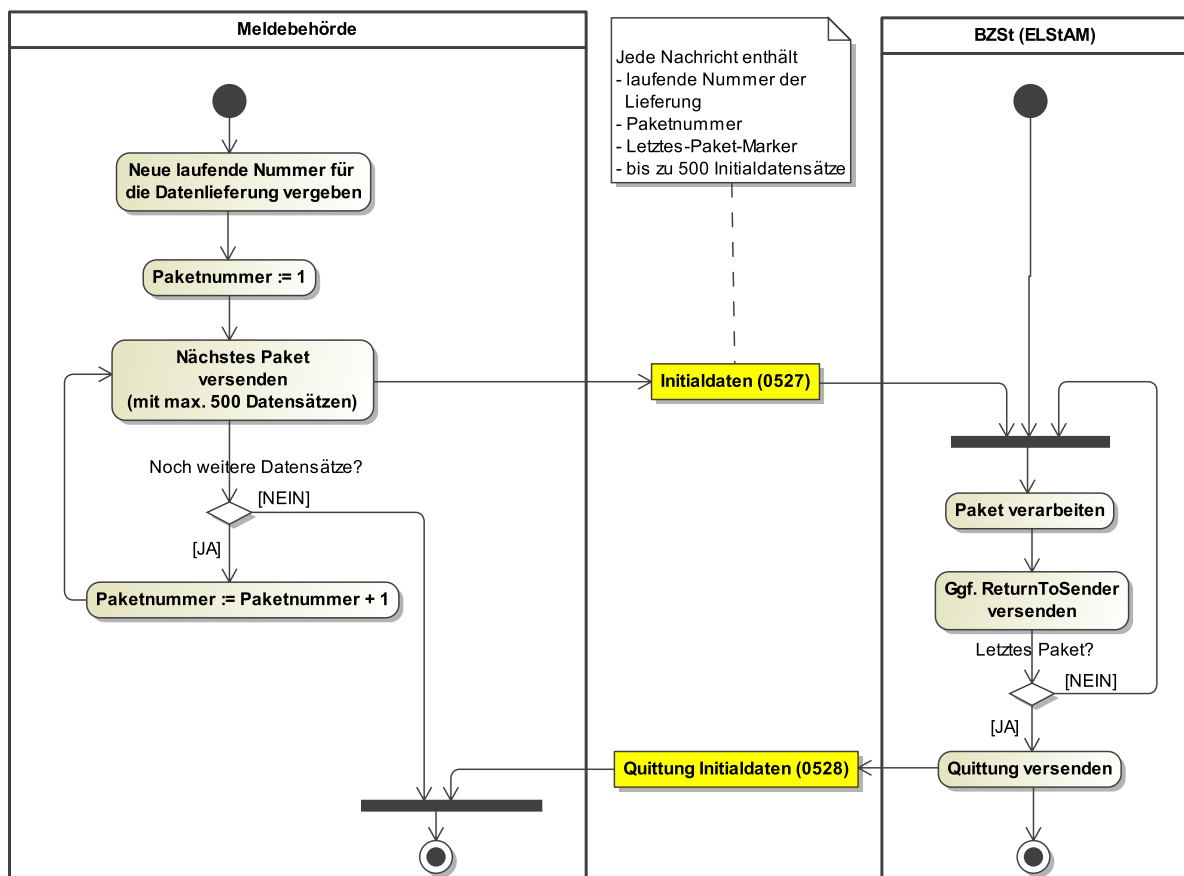 Meldebehörde
Neue laufende Nummer für
die Datenlieferung vergeben
Paketnummer := 1
Nächstes Paket
versenden
(mit max. 500 Datensätzen)
Noch weitere Datensätze?
[NEIN]
[JA]
Paketnummer := Paketnummer + 1
Jede Nachricht enthält
- laufende Nummer der
Lieferung
- Paketnummer
- Letztes-Paket-Marker
- bis zu 500 Initialdatensätze
Initialdaten (0527)
Quittung Initialdaten (0528)
BZSt (ELStAM)
Paket verarbeiten
Ggf. ReturnToSender
versenden
Letztes Paket?
[NEIN]
[JA]
Quittung versenden